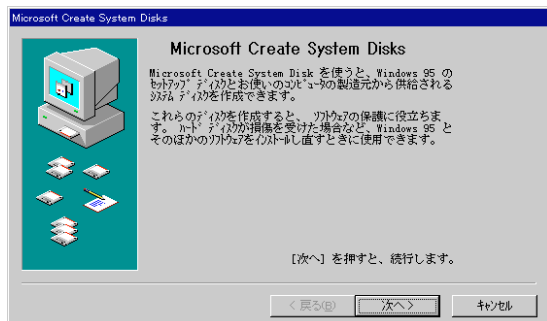 Microsoft Create System Disks
Microsoft Create System Disks
Microsoft Create System Disk を使うと、Windows 95 の
ｾｯﾄｱｯﾌﾟ ﾃﾞｨｽｸとお使いのｺﾝﾋﾟｭｰﾀの製造元から供給される
ｼｽﾃﾑ ﾃﾞｨｽｸを作成できます。
これらのﾃﾞｨｽｸを作成すると、 ｿﾌﾄｳｪｱの保護に役立ちま
す。 ﾊｰﾄﾞ ﾃﾞｨｽｸが損傷を受けた場合など、Windows 95 と
そのほかのｿﾌﾄｳｪｱをｲﾝｽﾄｰﾙし直すときに使用できます。
[次へ] を押すと、続行します。
< 戻る(B)
次へ >
ｷｬﾝｾﾙ